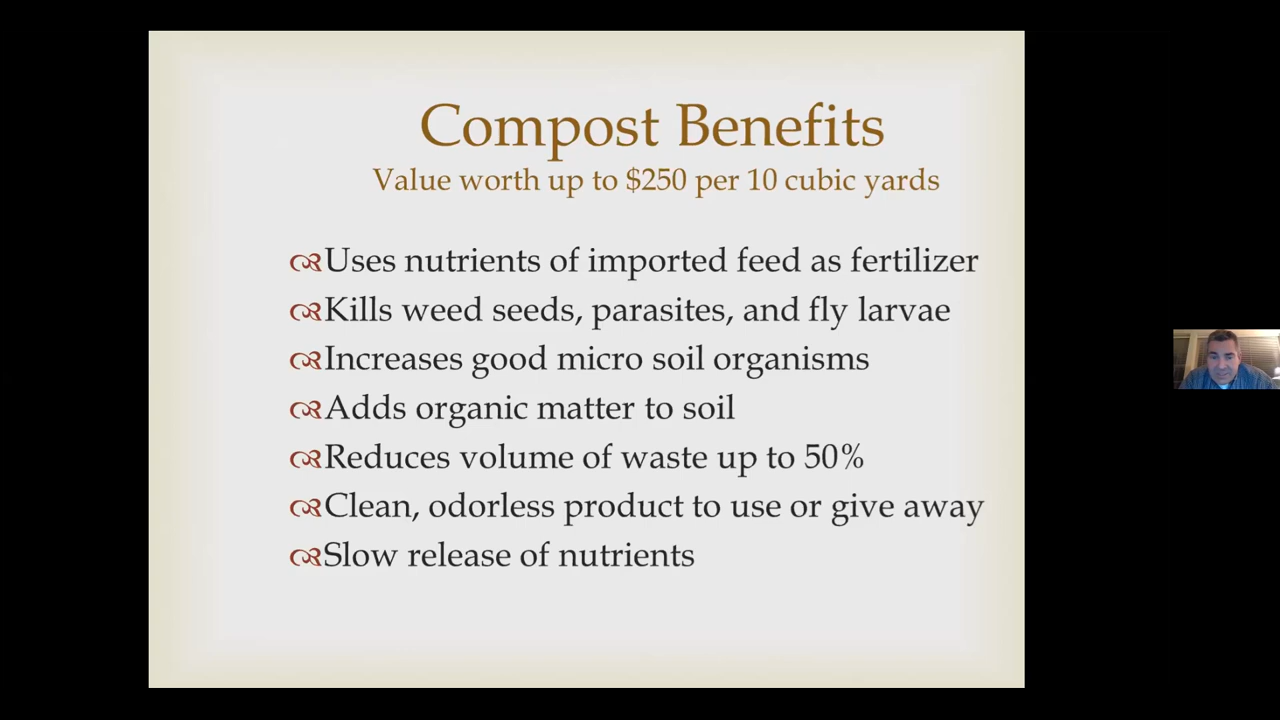 Compost Benefits
Value worth up to $250 per 10 cubic yards
Uses nutrients of imported feed as fertilizer
Kills weed seeds, parasites, and fly larvae
Increases good micro soil organisms
Adds organic matter to soil
Reduces volume of waste up to 50%
Clean, odorless product to use or give away
Slow release of nutrients